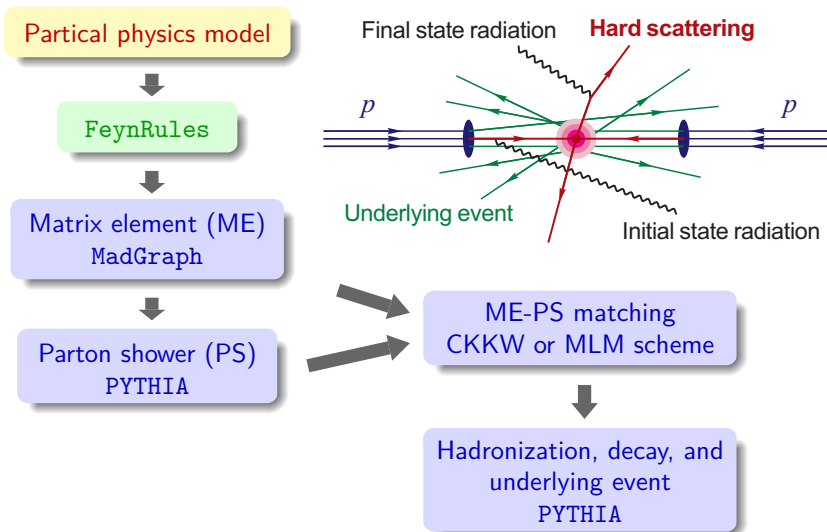 Partical physics model
FeynRules
Matrix element (ME)
MadGraph
Parton shower (PS)
PYTHIA
Final state radiation
Hard scattering
p
p
Underlying event
Initial state radiation
ME-PS matching
CKKW or MLM scheme
Hadronization, decay, and
underlying event
PYTHIA